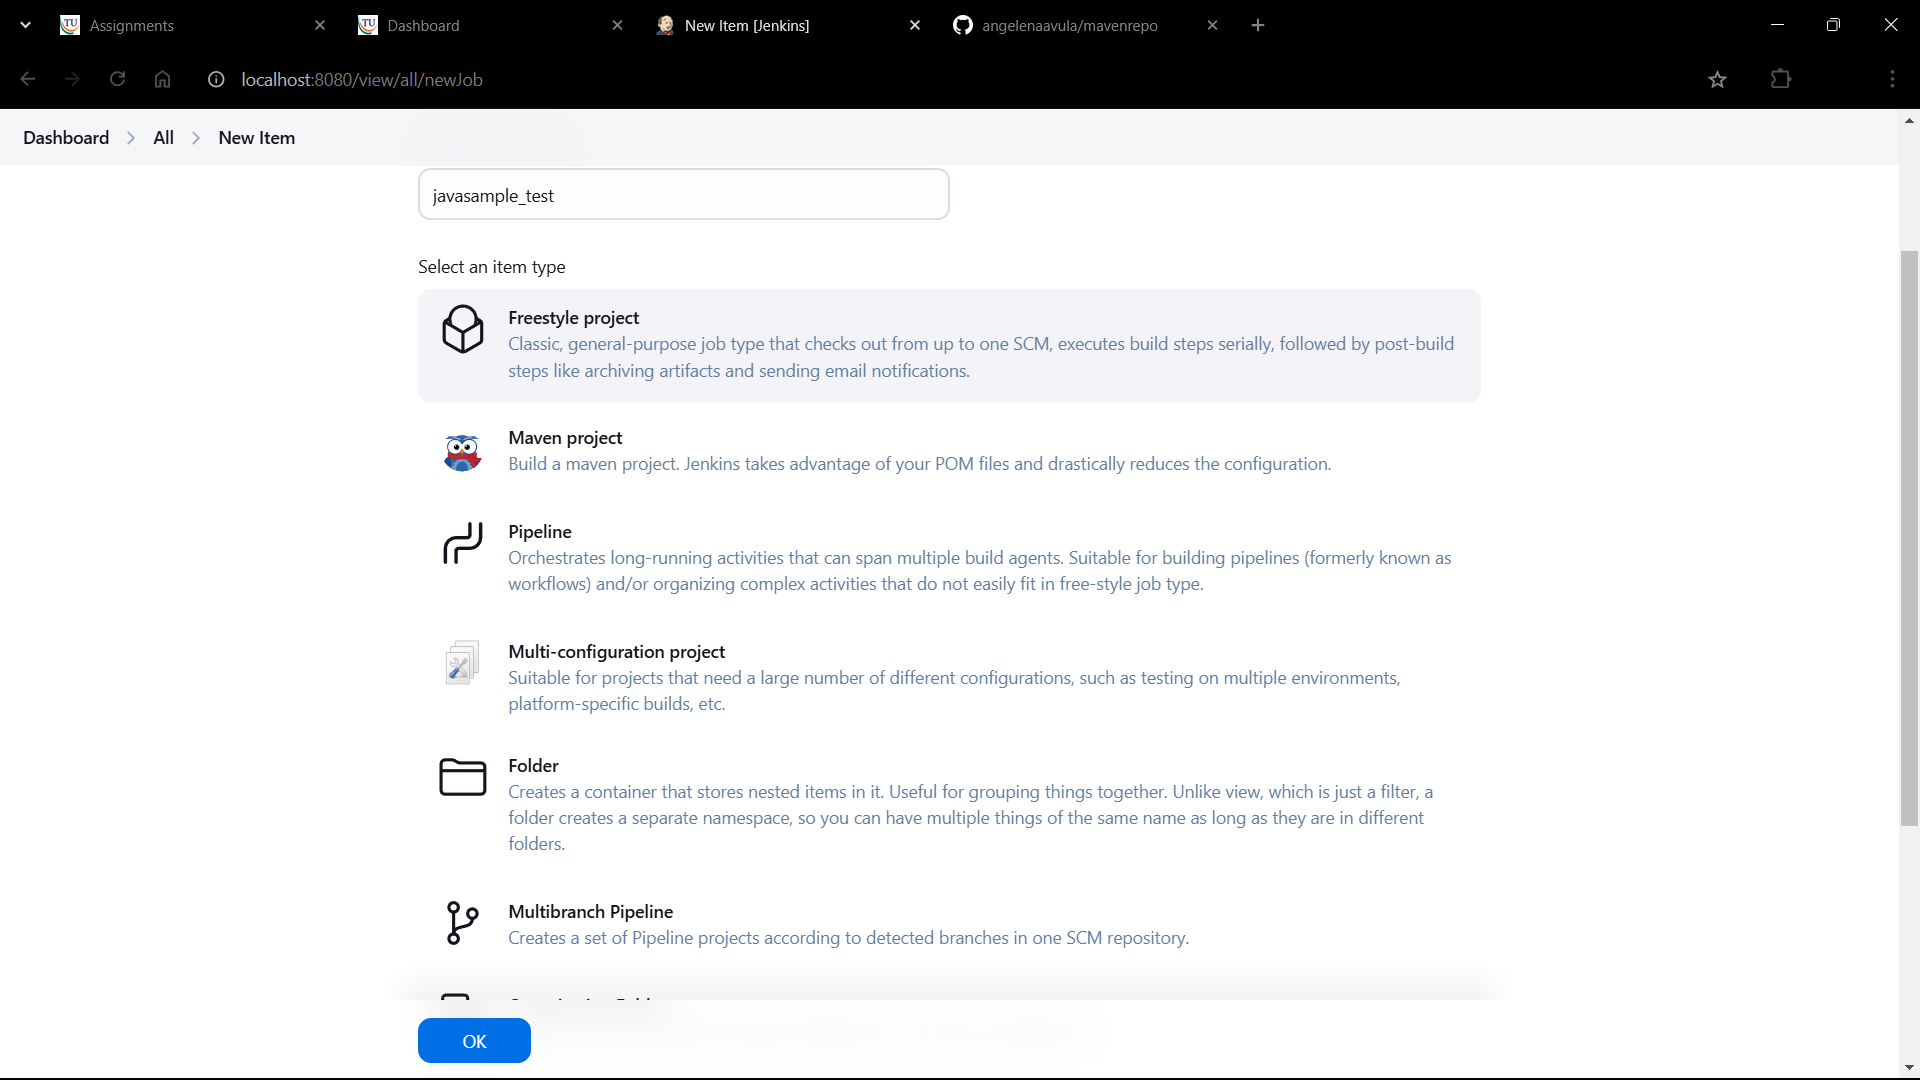 Assignments
Dashboard
New Item [Jenkins]
angelenaavula/mavenrepo
localhost:8080/view/all/newJob
Dashboard
All
New Item
javasample_test
Select an item type
Freestyle project
Classic, general-purpose job type that checks out from up to one SCM, executes build steps serially, followed by post-build
steps like archiving artifacts and sending email notifications.
Maven project
Build a maven project. Jenkins takes advantage of your POM files and drastically reduces the configuration.
Pipeline
Orchestrates long-running activities that can span multiple build agents. Suitable for building pipelines (formerly known as
workflows) and/or organizing complex activities that do not easily fit in free-style job type.
Multi-configuration project
Suitable for projects that need a large number of different configurations, such as testing on multiple environments,
platform-specific builds, etc.
Folder
Creates a container that stores nested items in it. Useful for grouping things together. Unlike view, which is just a filter, a
folder creates a separate namespace, so you can have multiple things of the same name as long as they are in different
folders.
Multibranch Pipeline
Creates a set of Pipeline projects according to detected branches in one SCM repository.
OK